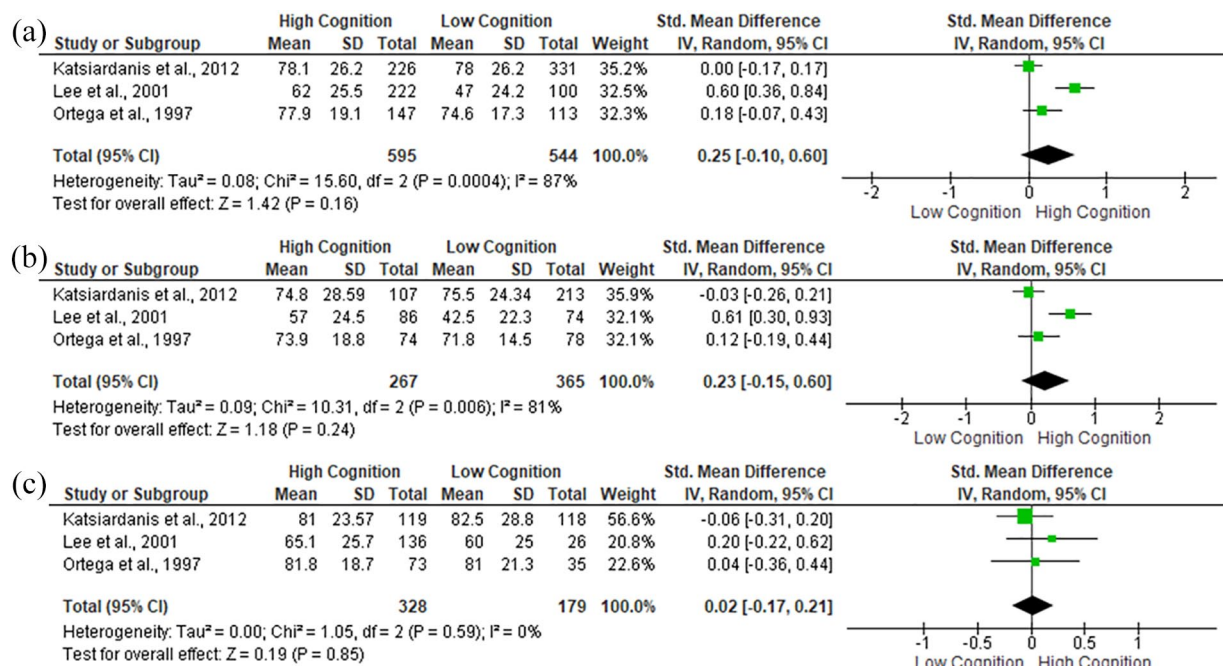 (a)
High Cognition Low Cognition Std. Mean Difference Std. Mean Difference
Study or Subgroup Mean SD Total Mean SD Total Weight IV, Random, 95% CI IV, Random, 95% CI
Katsiardanis et al., 2012 78.1 26.2 226 78 26.2 331 35.2% 0.00 [-0.17, 0.17]
Lee et al., 2001 62 25.5 222 47 24.2 100 32.5% 0.60 [0.36, 0.84]
Ortega et al., 1997 77.9 19.1 147 74.6 17.3 113 32.3% 0.18 [-0.07, 0.43]
Total (95% CI) 595 544 100.0% 0.25 [-0.10, 0.60]
Heterogeneity: Tau² = 0.08; Chi² = 15.60, df = 2 (P = 0.0004); I² = 87%
Test for overall effect: Z = 1.42 (P = 0.16)
-2 -1 0 1 2
Low Cognition High Cognition
(b)
High Cognition Low Cognition Std. Mean Difference Std. Mean Difference
Study or Subgroup Mean SD Total Mean SD Total Weight IV, Random, 95% CI IV, Random, 95% CI
Katsiardanis et al., 2012 74.8 28.59 107 75.5 24.34 213 35.9% -0.03 [-0.26, 0.21]
Lee et al., 2001 57 24.5 86 42.5 22.3 74 32.1% 0.61 [0.30, 0.93]
Ortega et al., 1997 73.9 18.8 74 71.8 14.5 78 32.1% 0.12 [-0.19, 0.44]
Total (95% CI) 267 365 100.0% 0.23 [-0.15, 0.60]
Heterogeneity: Tau² = 0.09; Chi² = 10.31, df = 2 (P = 0.006); I² = 81%
Test for overall effect: Z = 1.18 (P = 0.24)
-2 -1 0 1 2
Low Cognition High Cognition
(c)
High Cognition Low Cognition Std. Mean Difference Std. Mean Difference
Study or Subgroup Mean SD Total Mean SD Total Weight IV, Random, 95% CI IV, Random, 95% CI
Katsiardanis et al., 2012 81 23.57 119 82.5 28.8 118 56.6% -0.06 [-0.31, 0.20]
Lee et al., 2001 65.1 25.7 136 60 25 26 20.8% 0.20 [-0.22, 0.62]
Ortega et al., 1997 81.8 18.7 73 81 21.3 35 22.6% 0.04 [-0.36, 0.44]
Total (95% CI) 328 179 100.0% 0.02 [-0.17, 0.21]
Heterogeneity: Tau² = 0.00; Chi² = 1.05, df = 2 (P = 0.59); I² = 0%
Test for overall effect: Z = 0.19 (P = 0.85)
-1 -0.5 0 0.5 1
Low Cognition High Cognition